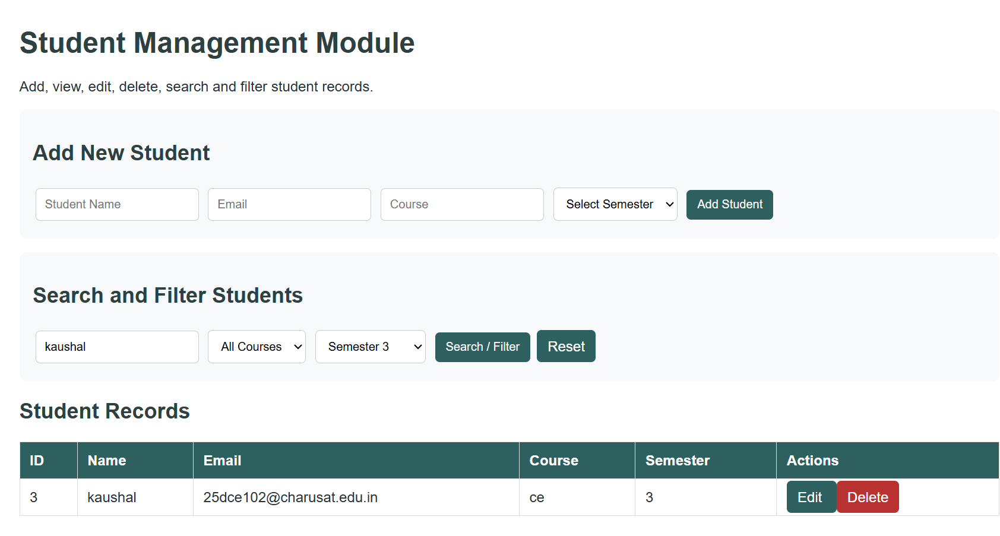 Student Management Module
Add, view, edit, delete, search and filter student records.
Add New Student
Student Name Email Course Select Semester Add Student
Search and Filter Students
kaushal All Courses Semester 3 Search / Filter Reset
Student Records
ID Name Email Course Semester Actions
3 kaushal 25dce102@charusat.edu.in ce 3 Edit Delete